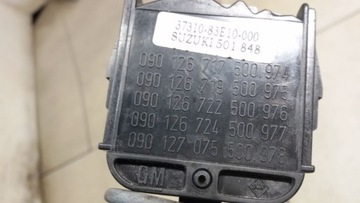 37310-83E10-000
SUZUKI 501 848
090 126 717 500 974
090 126 719 500 975
090 126 722 500 976
090 126 724 500 977
090 127 075 500 978
GM